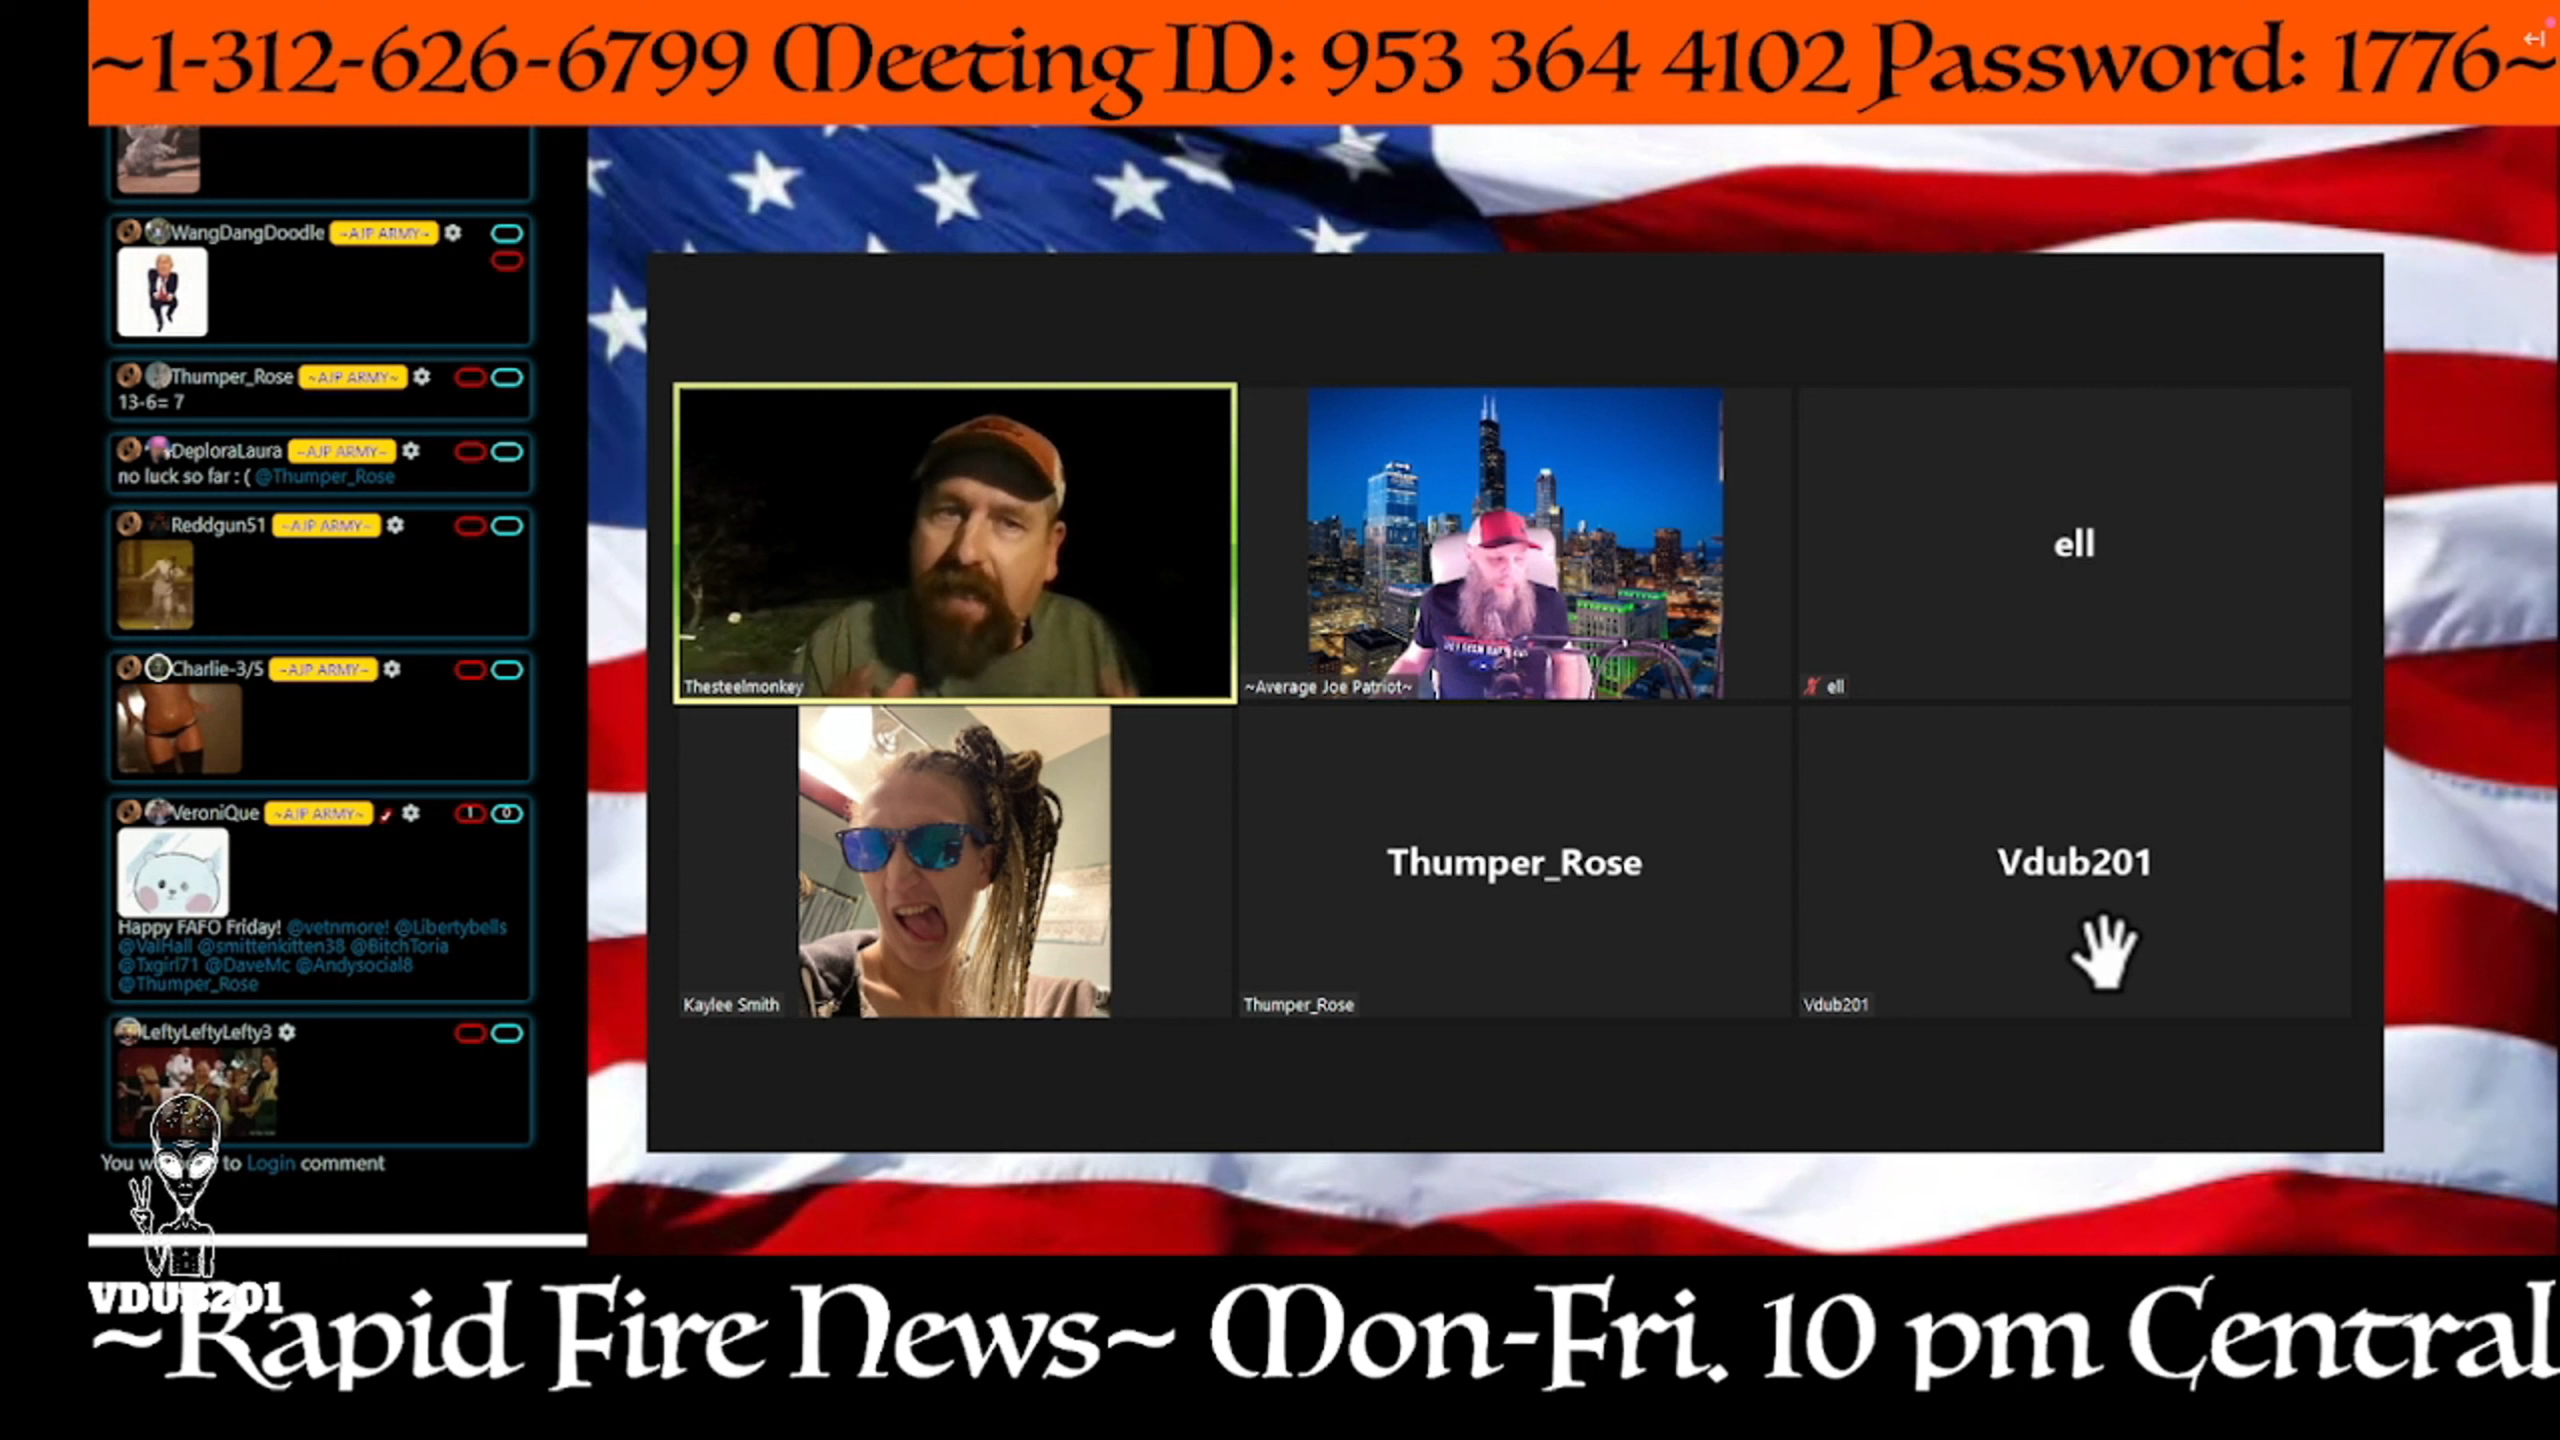 ~1-312-626-6799 Meeting ID: 953 364 4102 Password: 1776~
WangDangDoodle ~AJP ARMY~
Thumper_Rose ~AJP ARMY~
13-6= 7
DeploraLaura ~AJP ARMY~
no luck so far : ( @Thumper_Rose
Reddgun51 ~AJP ARMY~
Charlie-3/5 ~AJP ARMY~
VeroniQue ~AJP ARMY~ 1 0
Happy FAFO Friday! @vetnmore! @Libertybells
@ValHall @smittenkitten38 @BitchToria
@Txgirl71 @DaveMc @Andysocial8
@Thumper_Rose
LeftyLeftyLefty3
You to Login comment
VDUB201
Thesteelmonkey
~Average Joe Patriot~
ell
ell
Kaylee Smith
Thumper_Rose
Thumper_Rose
Vdub201
Vdub201
~Rapid Fire News~ Mon-Fri. 10 pm Central